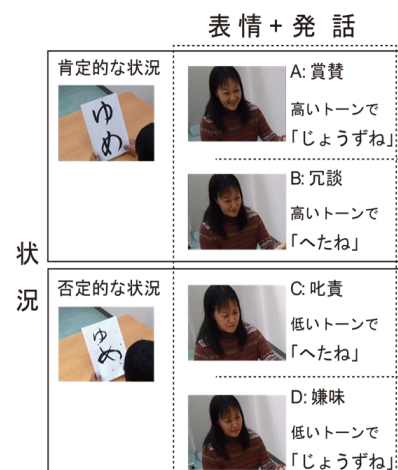 表情+発話
肯定的な状況
ゆめ
A: 賞賛
高いトーンで
「じょうずね」
B: 冗談
高いトーンで
「へたね」
状況
否定的な状況
ゆめ
C: 叱責
低いトーンで
「へたね」
D: 嫌味
低いトーンで
「じょうずね」